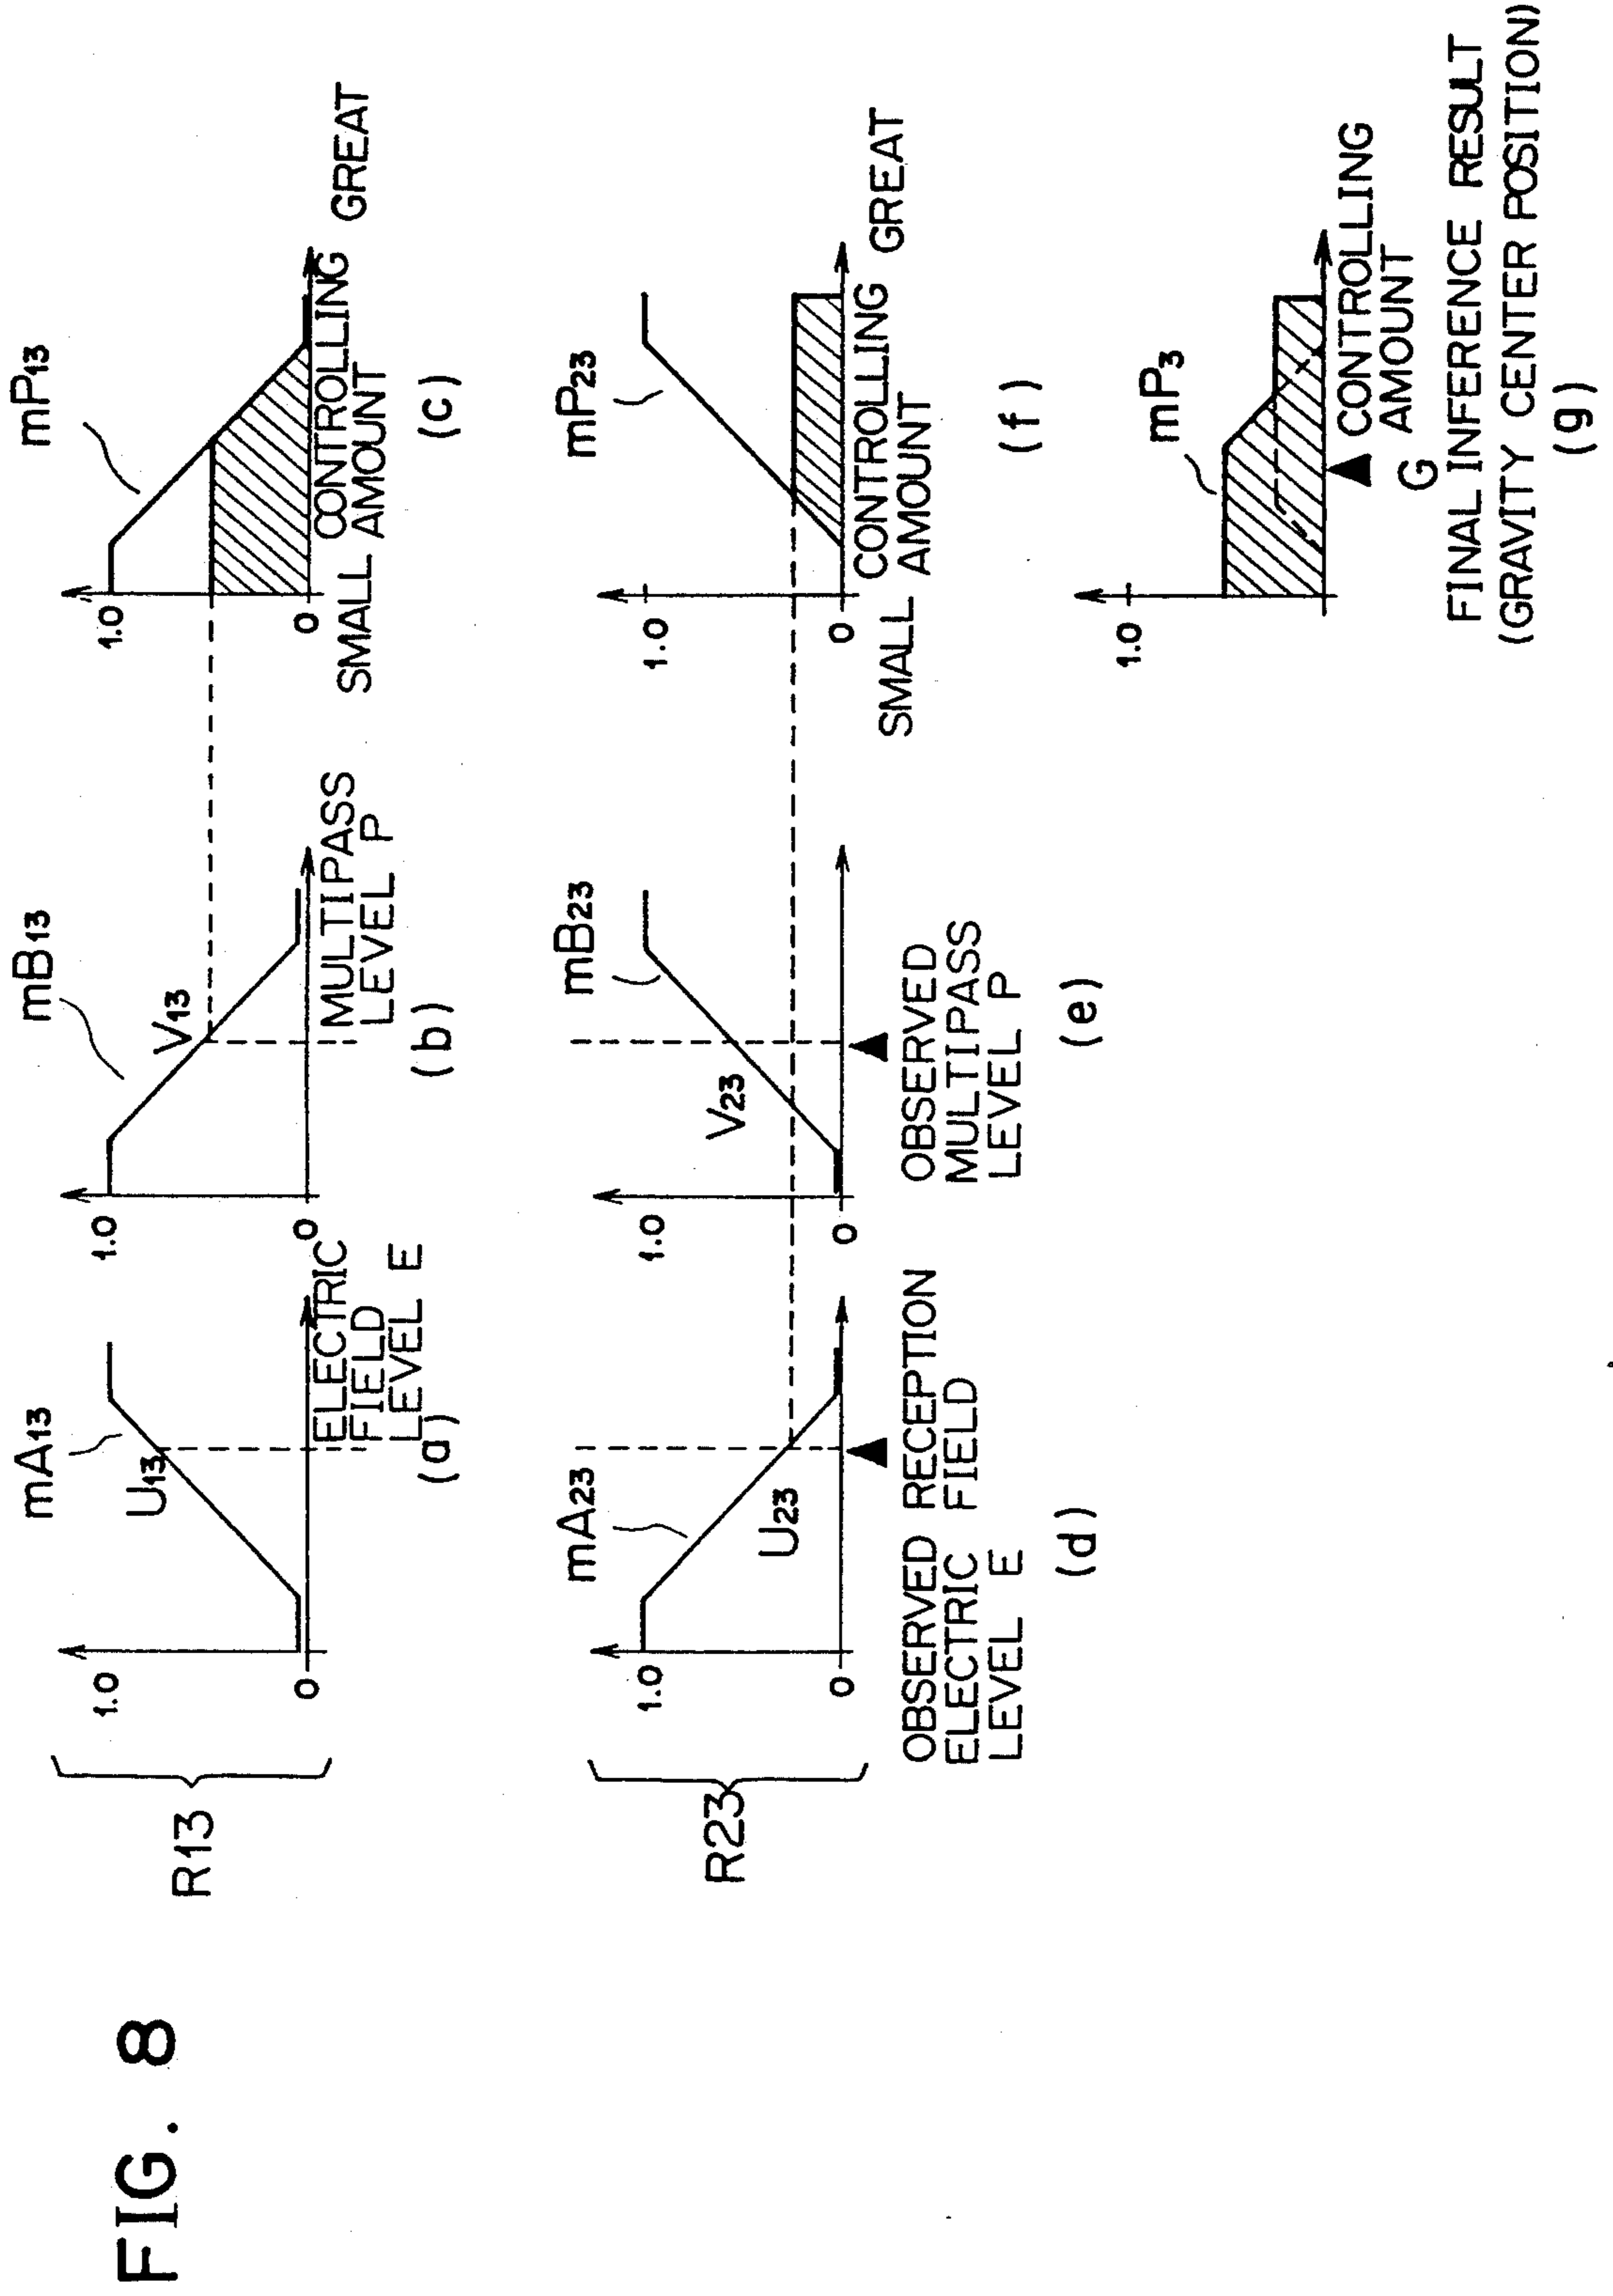 FIG. 8
R13
mA13
1.0
U13
0
ELECTRIC
FIELD
LEVEL E
(a)
mB13
1.0
V13
0
MULTIPASS
LEVEL P
(b)
mP13
1.0
0
CONTROLLING
SMALL AMOUNT GREAT
(c)
R23
mA23
1.0
U23
0
OBSERVED RECEPTION
ELECTRIC FIELD
LEVEL E
(d)
mB23
1.0
V23
0
OBSERVED
MULTIPASS
LEVEL P
(e)
mP23
1.0
0
CONTROLLING GREAT
SMALL AMOUNT
(f)
mP3
1.0
CONTROLLING
AMOUNT
G
FINAL INFERENCE RESULT
(GRAVITY CENTER POSITION)
(g)